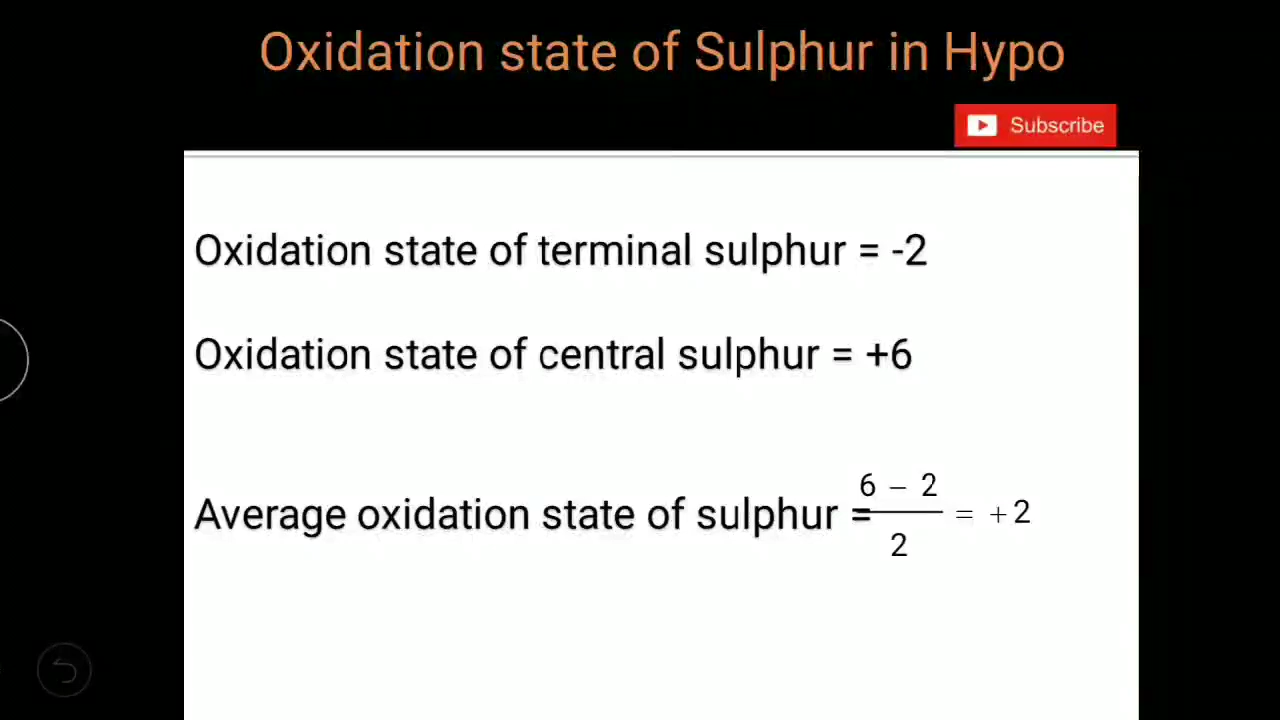 Oxidation state of Sulphur in Hypo
Subscribe
Oxidation state of terminal sulphur = -2
Oxidation state of central sulphur = +6
Average oxidation state of sulphur = 6 – 2 / 2 = +2